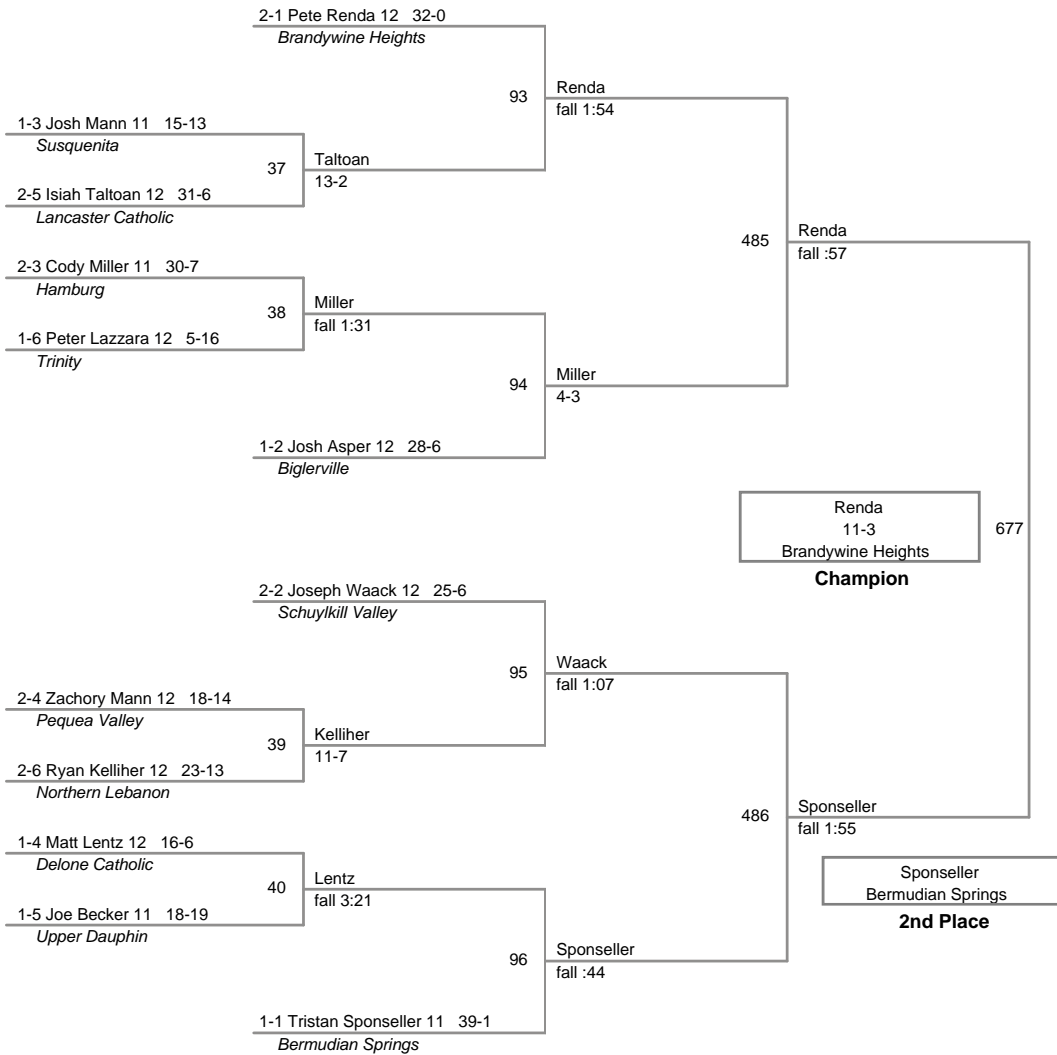 2-1 Pete Renda 12 32-0
Brandywine Heights
93
Renda
fall 1:54
1-3 Josh Mann 11 15-13
Susquenita
37
Taltoan
13-2
2-5 Isiah Taltoan 12 31-6
Lancaster Catholic
485
Renda
fall :57
2-3 Cody Miller 11 30-7
Hamburg
38
Miller
fall 1:31
1-6 Peter Lazzara 12 5-16
Trinity
94
Miller
4-3
1-2 Josh Asper 12 28-6
Biglerville
Renda
11-3
Brandywine Heights
Champion
677
2-2 Joseph Waack 12 25-6
Schuylkill Valley
95
Waack
fall 1:07
2-4 Zachory Mann 12 18-14
Pequea Valley
39
Kelliher
11-7
2-6 Ryan Kelliher 12 23-13
Northern Lebanon
486
Sponseller
fall 1:55
1-4 Matt Lentz 12 16-6
Delone Catholic
40
Lentz
fall 3:21
Sponseller
Bermudian Springs
2nd Place
1-5 Joe Becker 11 18-19
Upper Dauphin
96
Sponseller
fall :44
1-1 Tristan Sponseller 11 39-1
Bermudian Springs